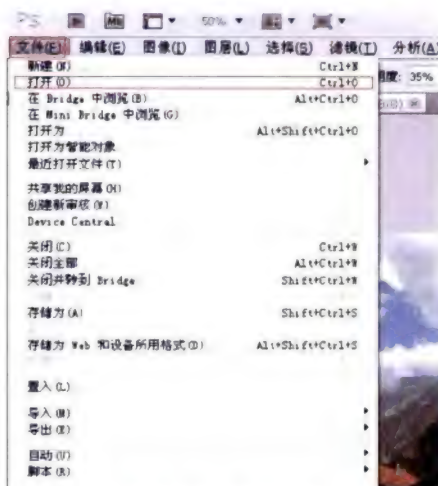 PS Br Mb 50%
文件(F) 编辑(E) 图像(I) 图层(L) 选择(S) 滤镜(T) 分析(A)
新建(N) Ctrl+N
打开(O) Ctrl+O
明度: 35%
在 Bridge 中浏览(B) Alt+Ctrl+O
在 Mini Bridge 中浏览(G)
打开为 Alt+Shift+Ctrl+O
打开为智能对象
最近打开文件(T)
共享我的屏幕(H)
创建新审核(W)
Device Central
关闭(C) Ctrl+W
关闭全部 Alt+Ctrl+W
关闭并转到 Bridge Shift+Ctrl+W
存储为(A) Shift+Ctrl+S
存储为 Web 和设备所用格式(D) Alt+Shift+Ctrl+S
置入(L)
导入(M)
导出(E)
自动(U)
脚本(R)